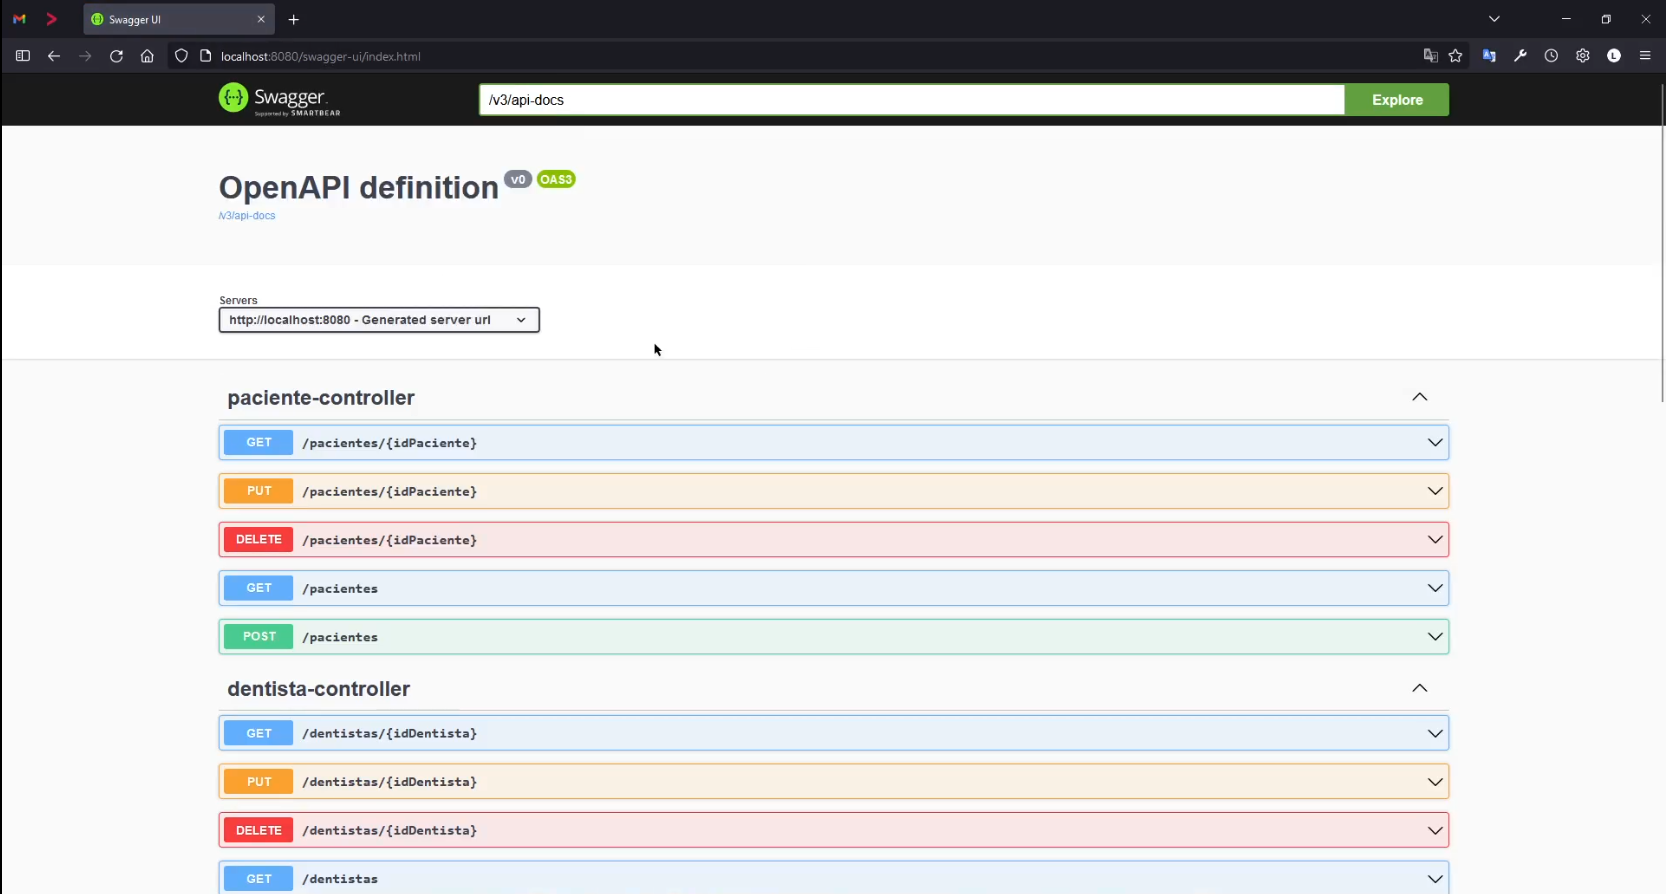 Swagger UI
localhost:8080/swagger-ui/index.html
L
{···} Swagger.
Supported by SMARTBEAR
/v3/api-docs
Explore
OpenAPI definition v0 OAS3
/v3/api-docs
Servers
http://localhost:8080 - Generated server url
paciente-controller
GET /pacientes/{idPaciente}
PUT /pacientes/{idPaciente}
DELETE /pacientes/{idPaciente}
GET /pacientes
POST /pacientes
dentista-controller
GET /dentistas/{idDentista}
PUT /dentistas/{idDentista}
DELETE /dentistas/{idDentista}
GET /dentistas